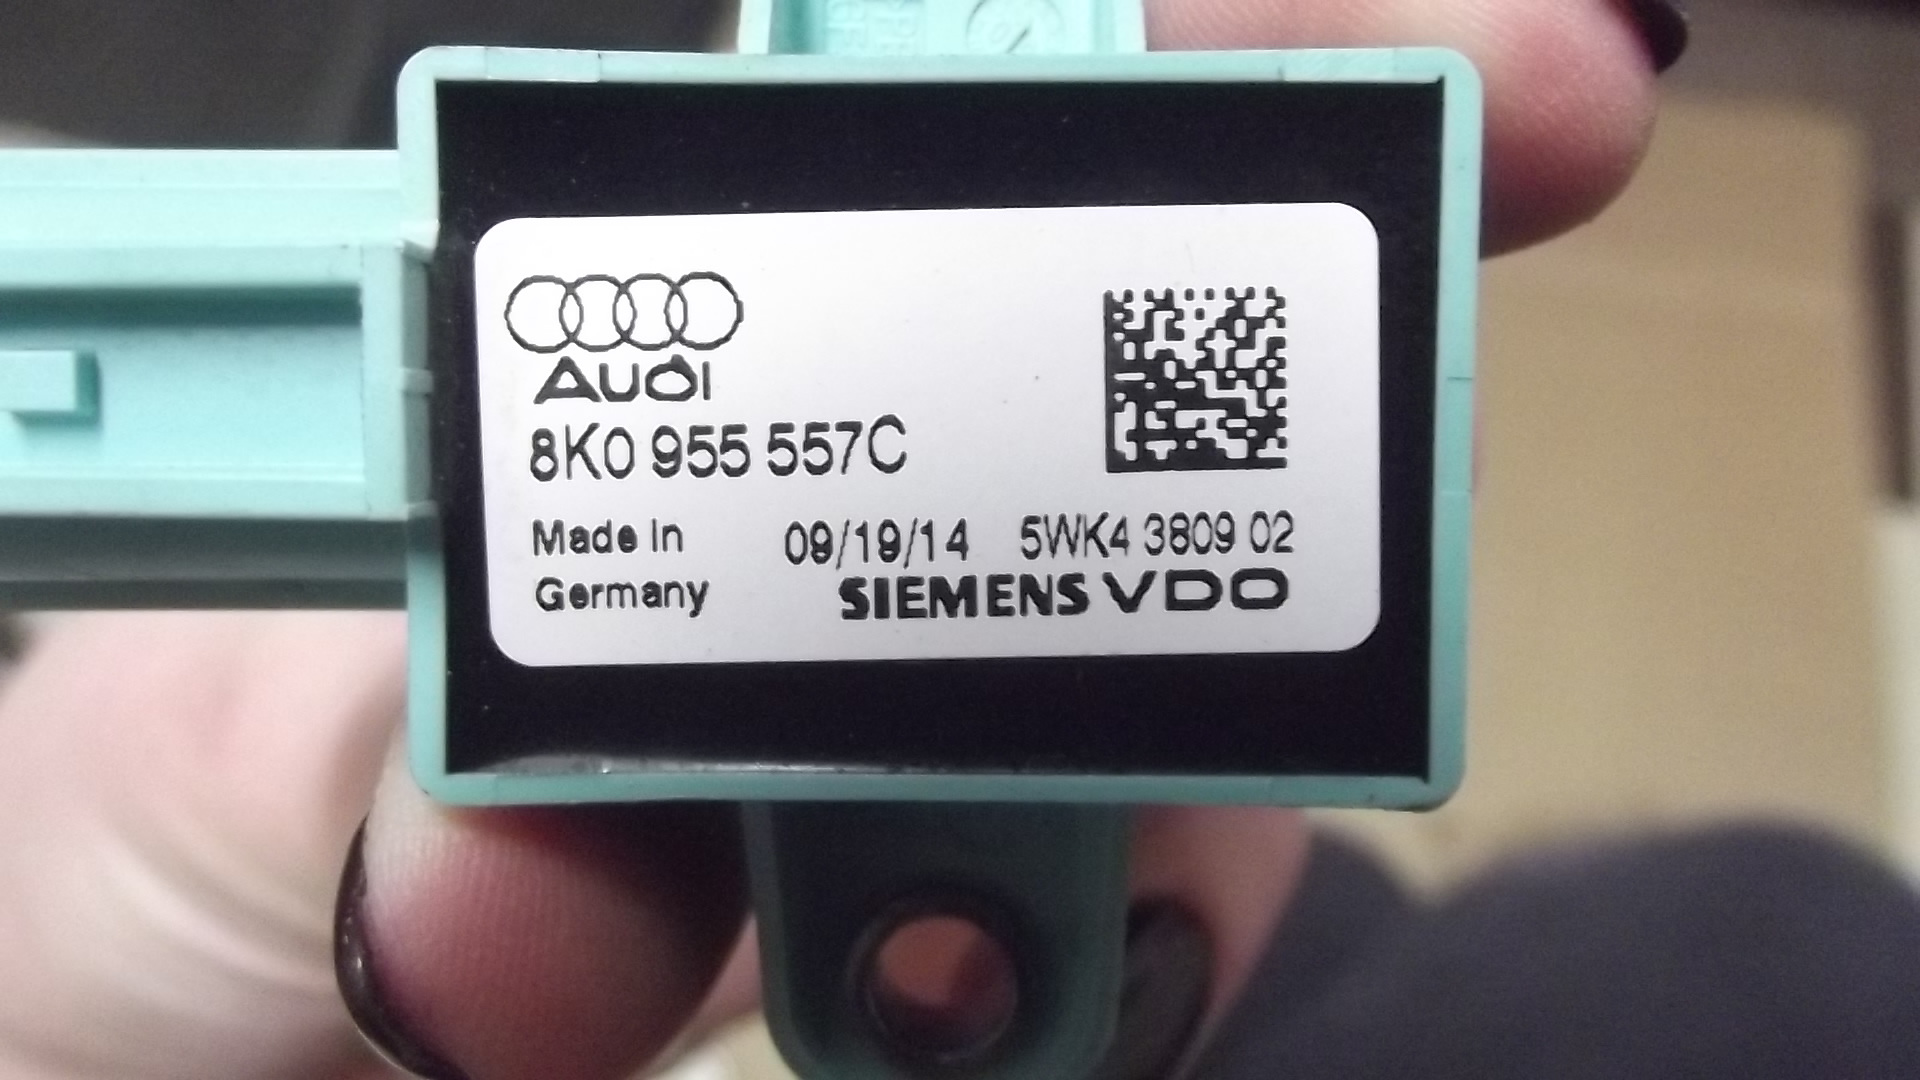 AUDI
8K0 955 557C
Made in
Germany
09/19/14 5WK4 3809 02
SIEMENS VDO